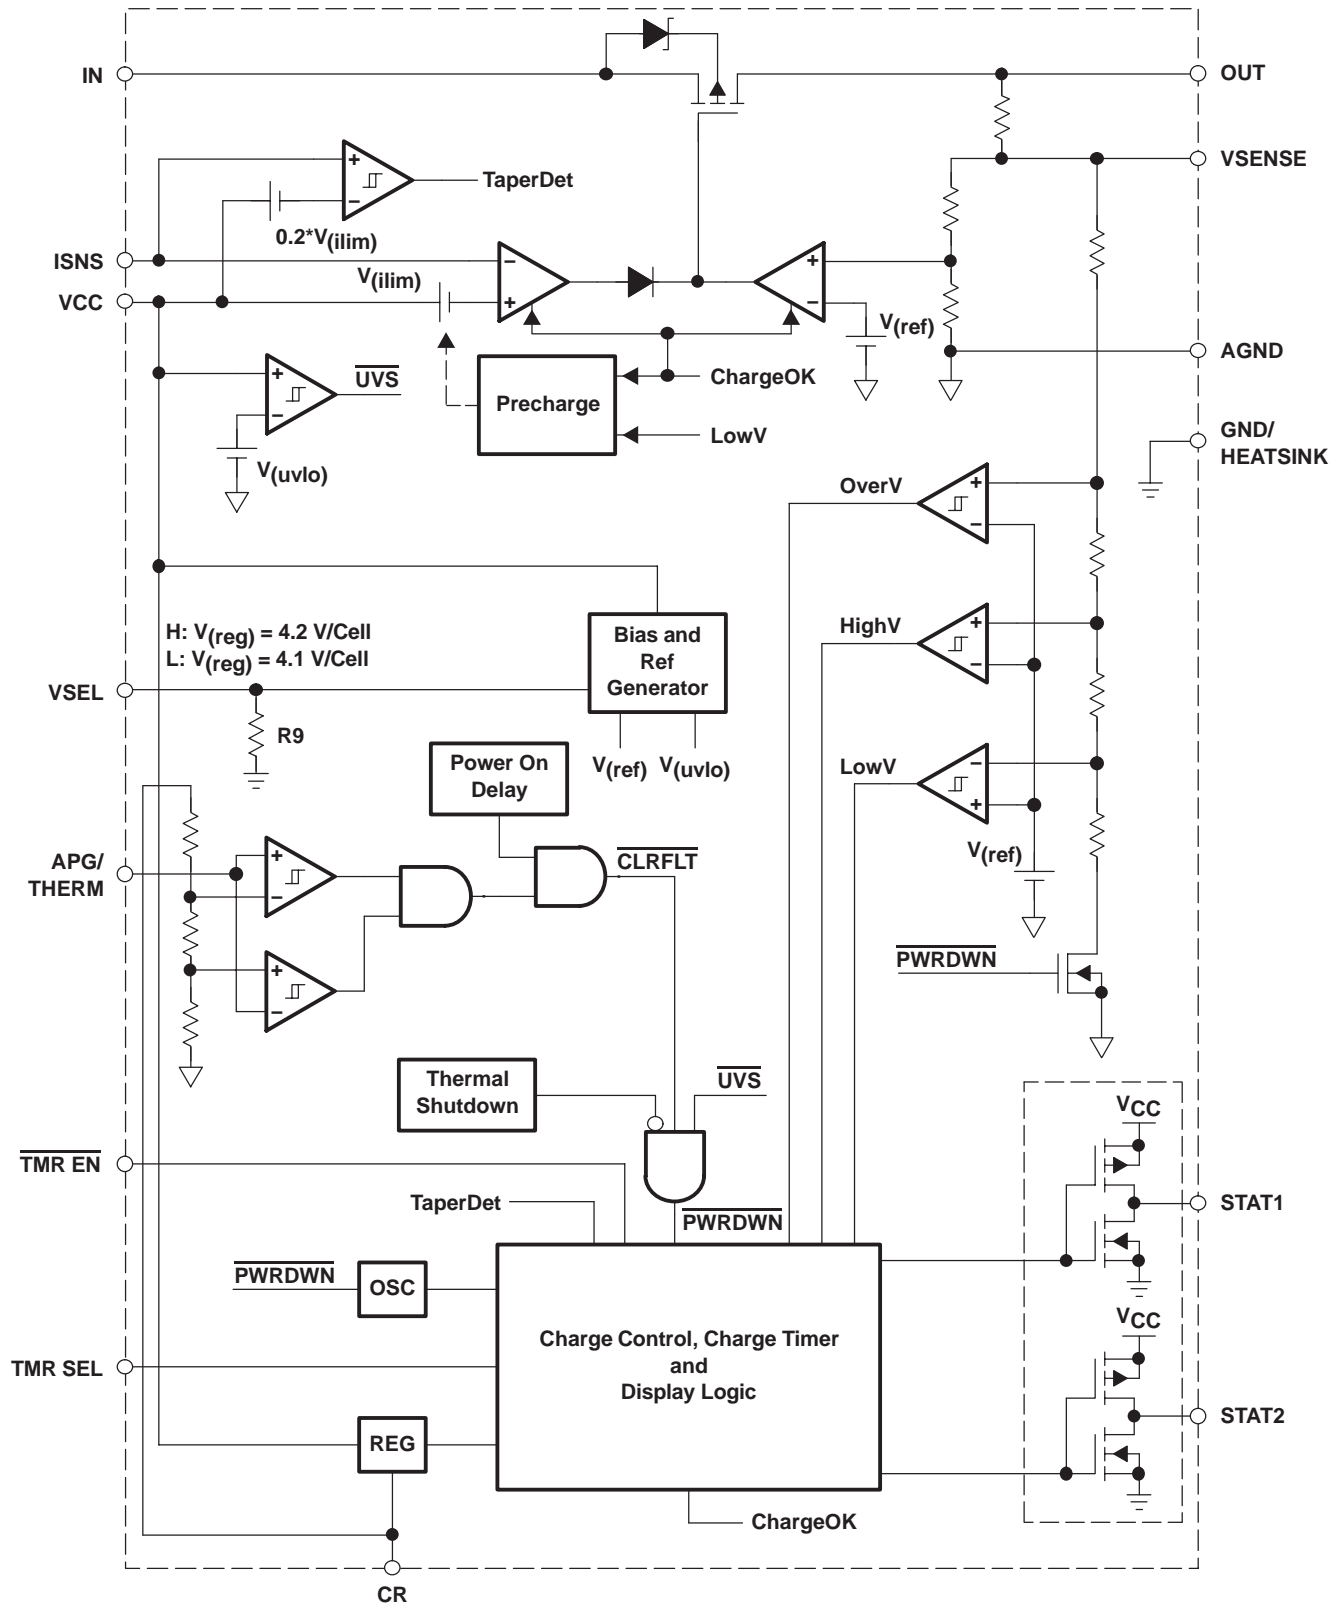 IN
OUT
VSENSE
TaperDet
0.2*V(ilim)
ISNS
V(ilim)
VCC
V(ref)
AGND
UVS
ChargeOK
Precharge
LowV
GND/
HEATSINK
V(uvlo)
OverV
H: V(reg) = 4.2 V/Cell
L: V(reg) = 4.1 V/Cell
Bias and
Ref
Generator
HighV
VSEL
R9
V(ref)
V(uvlo)
LowV
Power On
Delay
V(ref)
APG/
THERM
CLRFLT
PWRDWN
Thermal
Shutdown
UVS
VCC
TMR EN
TaperDet
PWRDWN
STAT1
PWRDWN
OSC
VCC
Charge Control, Charge Timer
and
Display Logic
TMR SEL
STAT2
REG
ChargeOK
CR